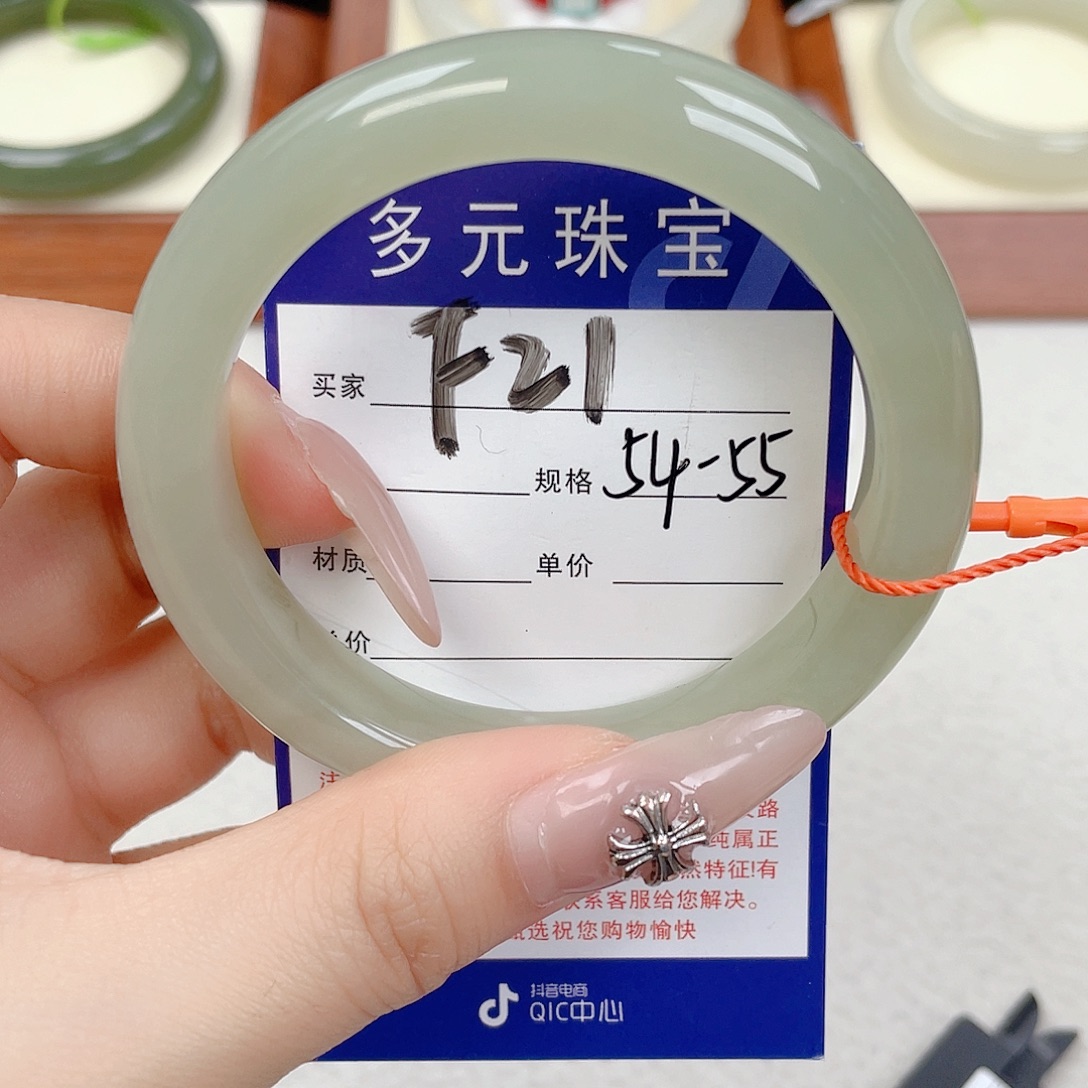 多元珠宝
买家 F21
规格 54-55
材质 单价
价
路
纯属正
然特征!有
联系客服给您解决。
选祝您购物愉快
抖音电商
QIC中心